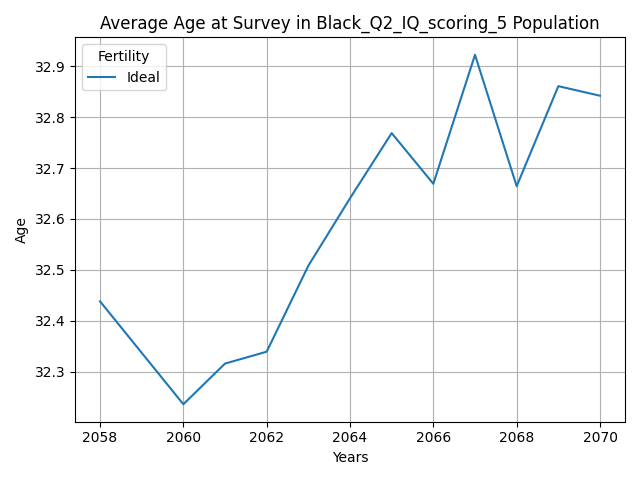 Average Age at Survey in Black_Q2_IQ_scoring_5 Population
Fertility
Ideal
32.9
32.8
32.7
32.6
32.5
32.4
32.3
Age
2058 2060 2062 2064 2066 2068 2070
Years